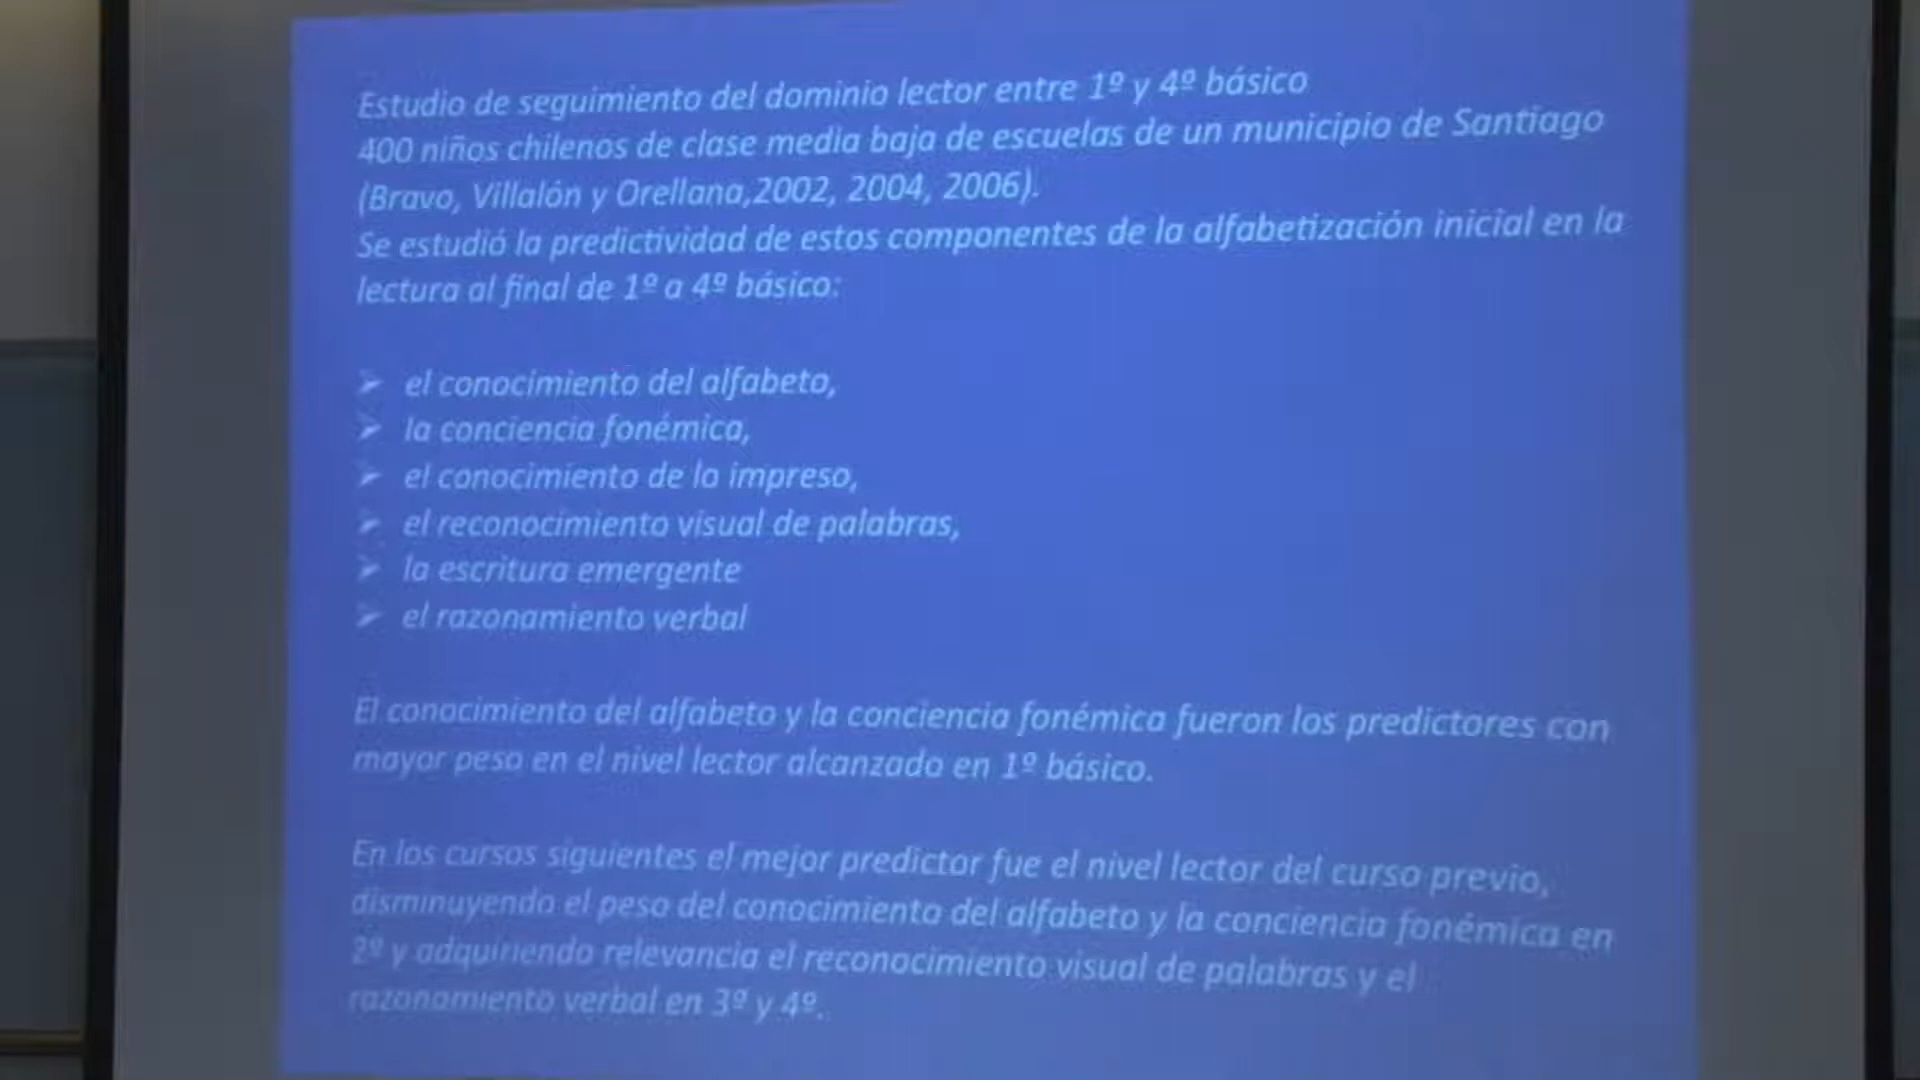 Estudio de seguimiento del dominio lector entre 1º y 4º básico
400 niños chilenos de clase media baja de escuelas de un municipio de Santiago
(Bravo, Villalón y Orellana,2002, 2004, 2006).
Se estudió la predictividad de estos componentes de la alfabetización inicial en la
lectura al final de 1º a 4º básico:
➢ el conocimiento del alfabeto,
➢ la conciencia fonémica,
➢ el conocimiento de lo impreso,
➢ el reconocimiento visual de palabras,
➢ la escritura emergente
➢ el razonamiento verbal
El conocimiento del alfabeto y la conciencia fonémica fueron los predictores con
mayor peso en el nivel lector alcanzado en 1º básico.
En los cursos siguientes el mejor predictor fue el nivel lector del curso previo,
disminuyendo el peso del conocimiento del alfabeto y la conciencia fonémica en
2º y adquiriendo relevancia el reconocimiento visual de palabras y el
razonamiento verbal en 3º y 4º.